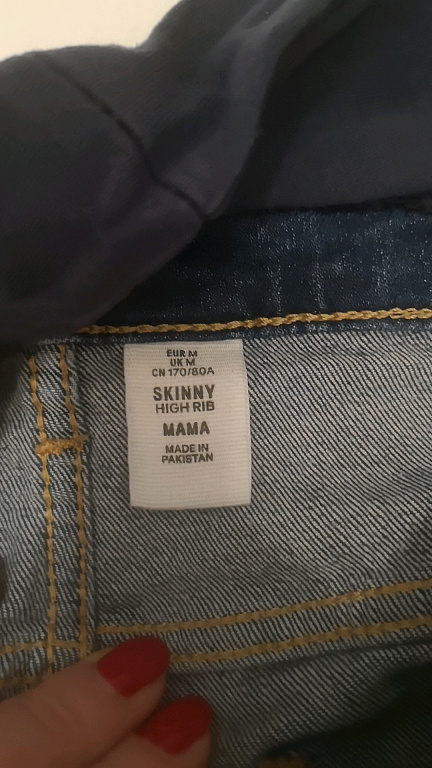 EUR M
UK M
CN 170/80A
SKINNY
HIGH RIB
MAMA
MADE IN
PAKISTAN